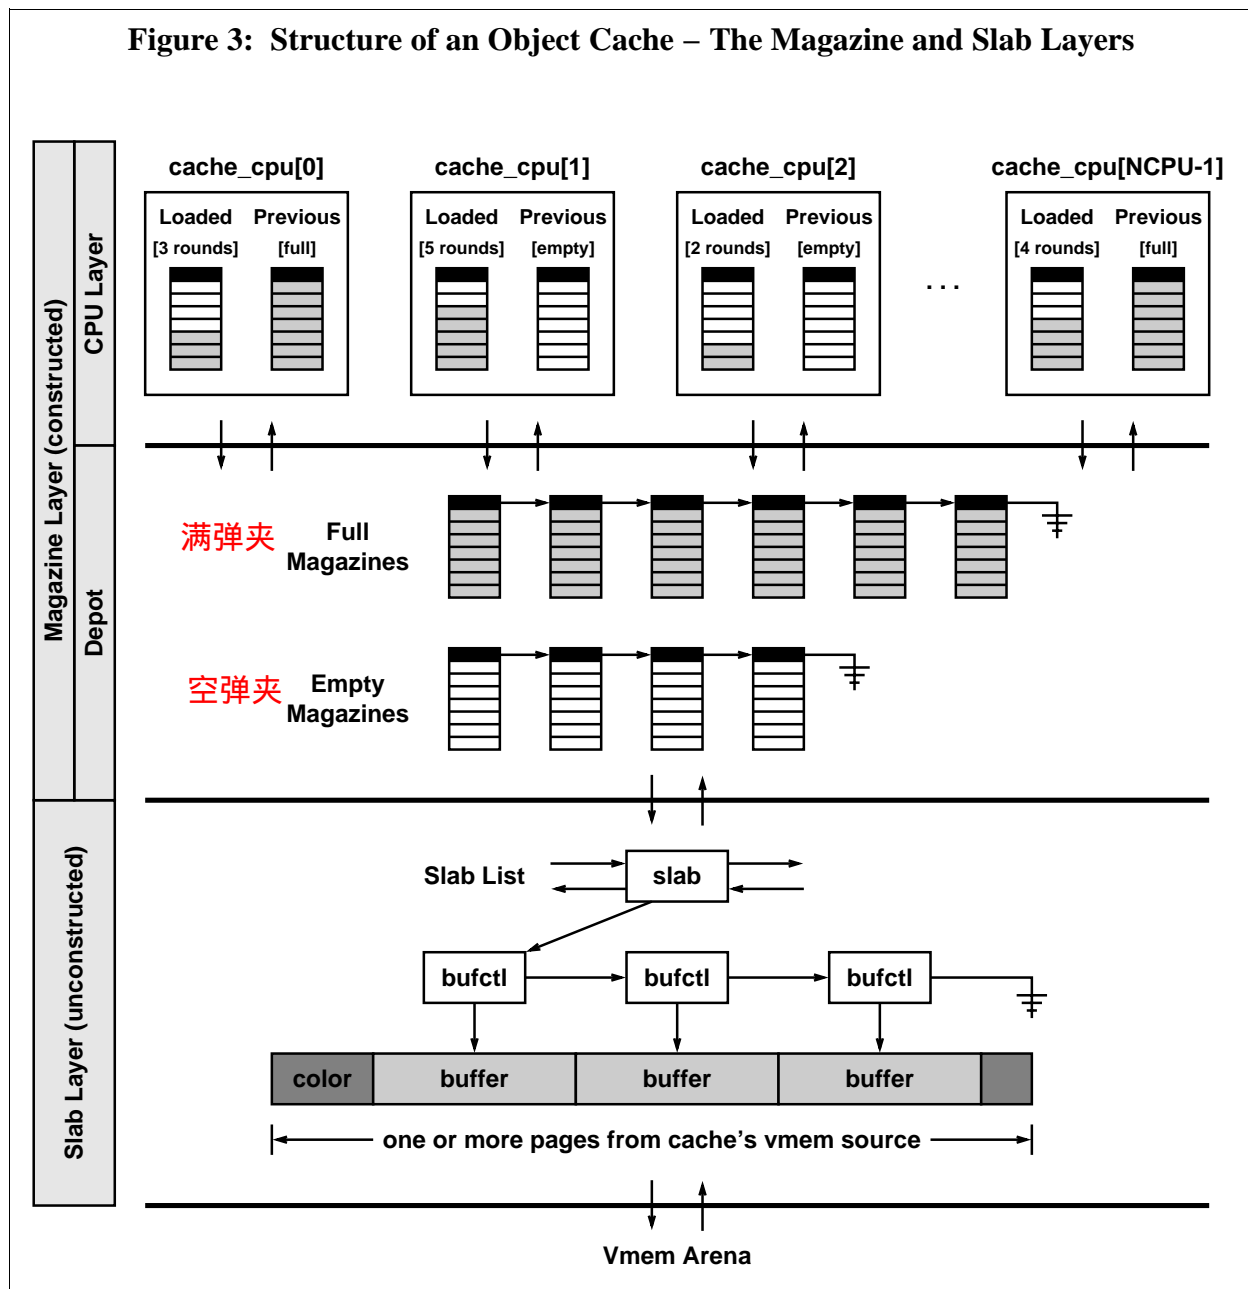 Figure 3: Structure of an Object Cache – The Magazine and Slab Layers
cache_cpu[0]
Loaded Previous
[3 rounds] [full]
cache_cpu[1]
Loaded Previous
[5 rounds] [empty]
cache_cpu[2]
Loaded Previous
[2 rounds] [empty]
. . .
cache_cpu[NCPU-1]
Loaded Previous
[4 rounds] [full]
Magazine Layer (constructed)
CPU Layer
Depot
满弹夹
Full
Magazines
空弹夹
Empty
Magazines
Slab Layer (unconstructed)
Slab List
slab
bufctl bufctl bufctl
color buffer buffer buffer
one or more pages from cache's vmem source
Vmem Arena